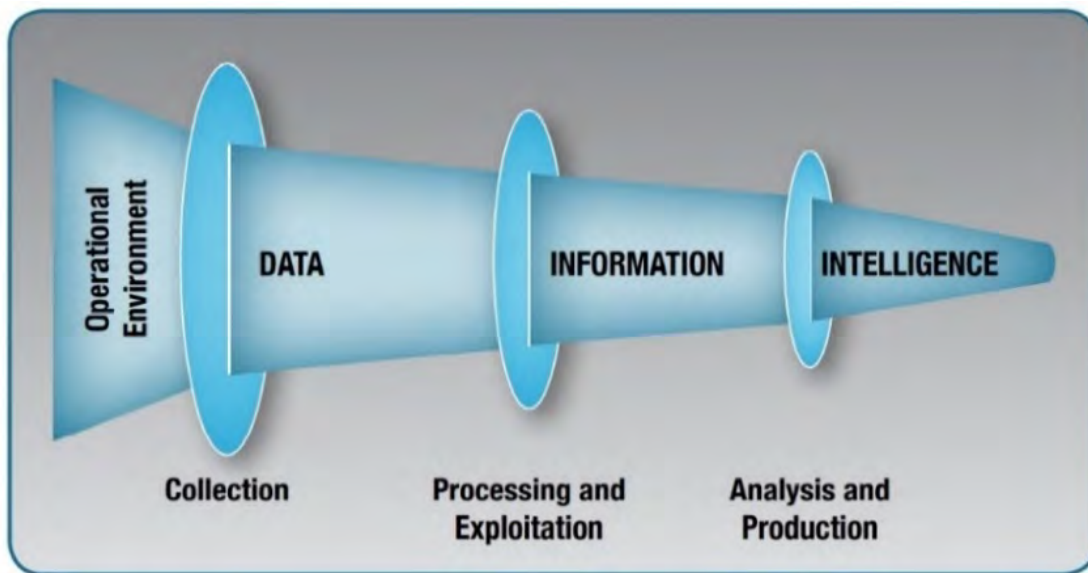 Operational
Environment
DATA
INFORMATION
INTELLIGENCE
Collection
Processing and
Exploitation
Analysis and
Production